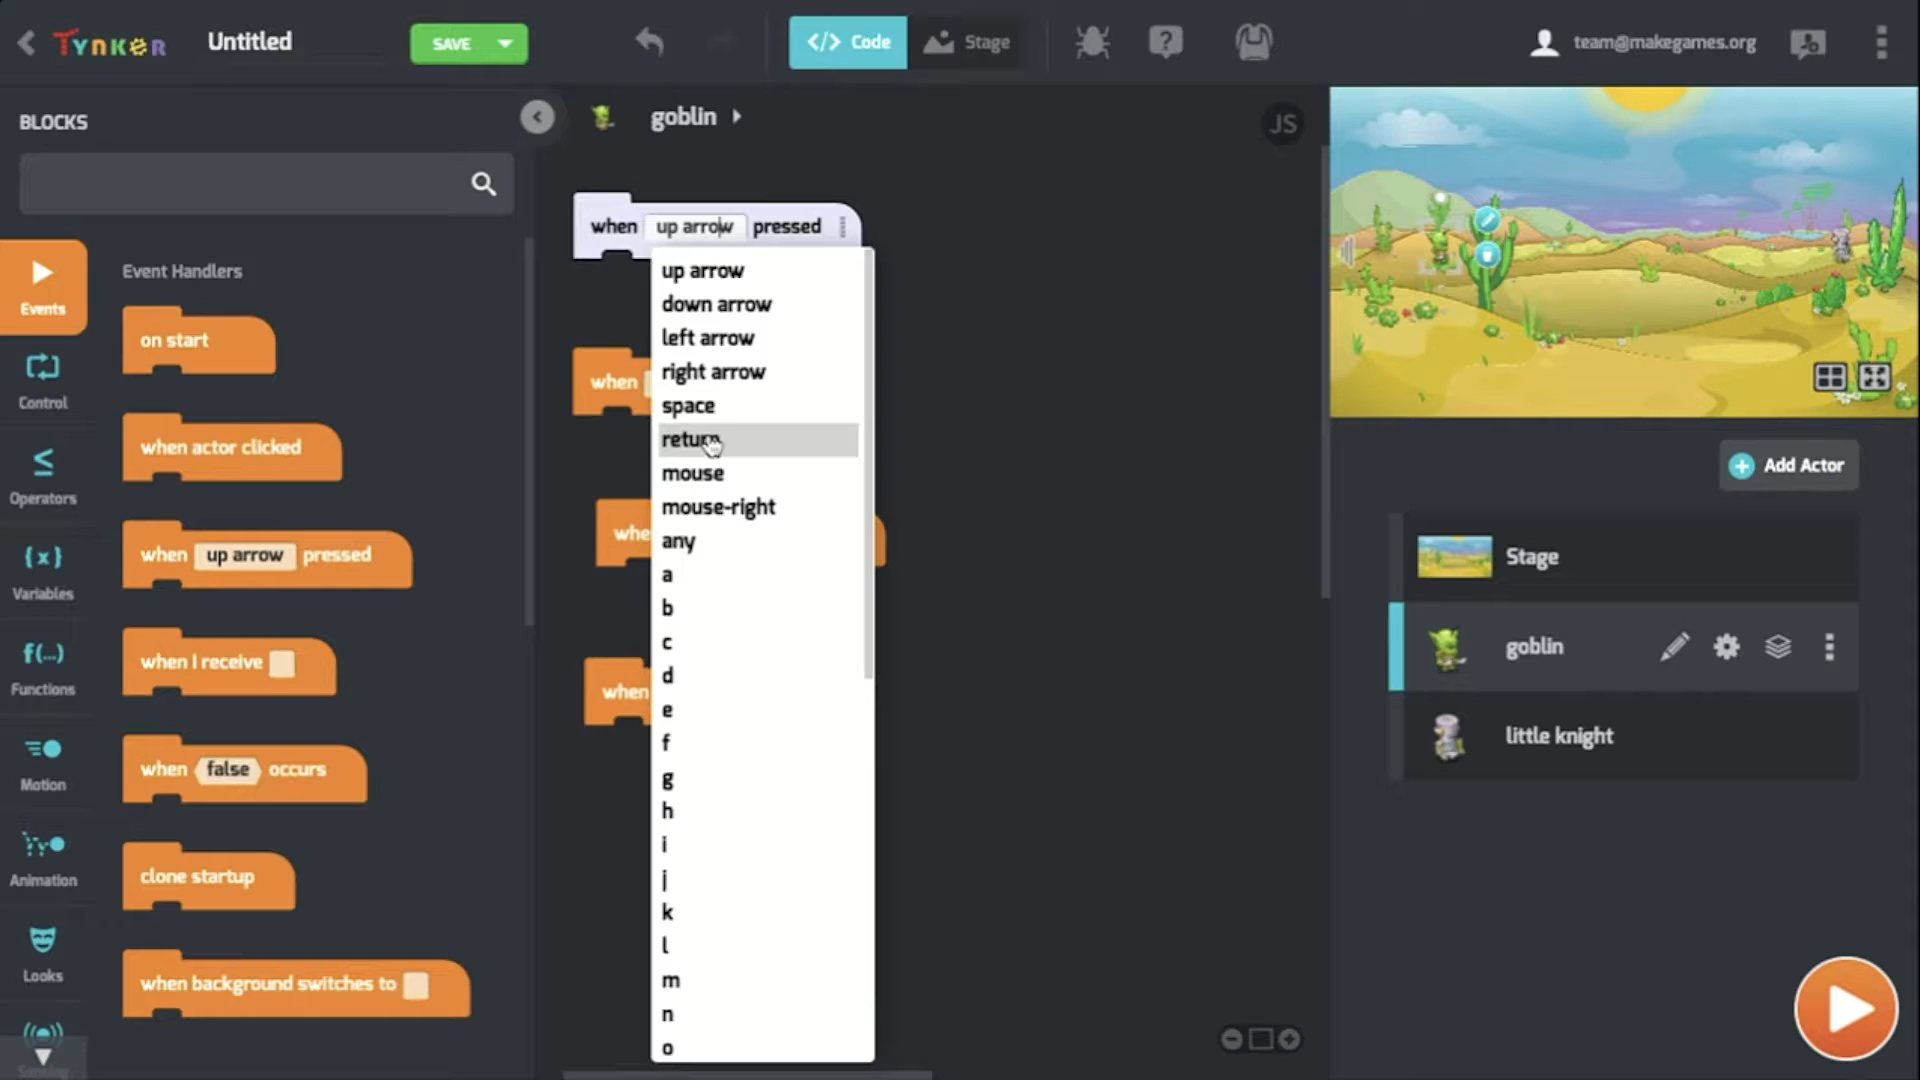 TYNKER
Untitled
SAVE
</> Code
Stage
?
team@makegames.org
BLOCKS
goblin
JS
Events
Control
Operators
Variables
Functions
Motion
Animation
Looks
Sensing
{x}
f(...)
Event Handlers
on start
when actor clicked
when up arrow pressed
when I receive
when false occurs
clone startup
when background switches to
when up arrow pressed
when
when
up arrow
down arrow
left arrow
right arrow
space
return
mouse
mouse-right
any
a
b
c
d
e
f
g
h
i
j
k
l
m
n
o
Add Actor
Stage
goblin
little knight